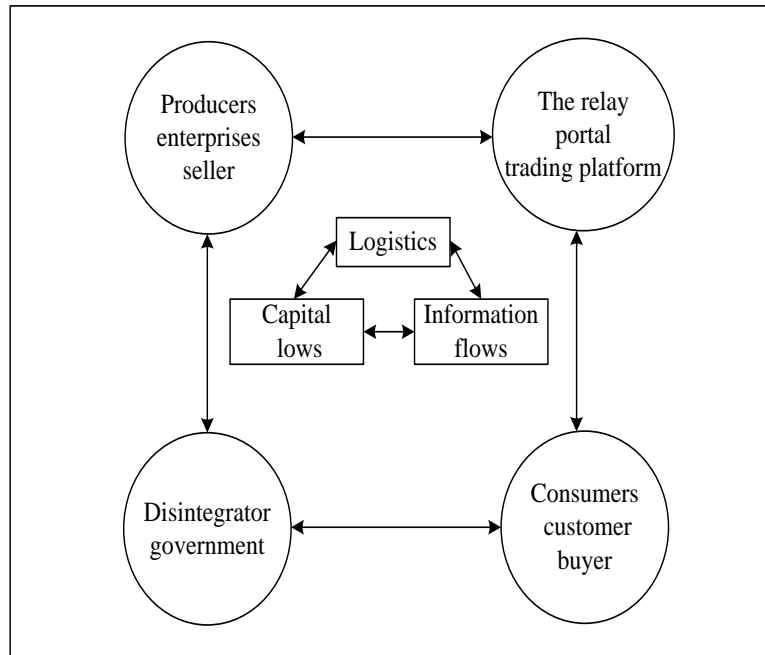 Producers
enterprises
seller
The relay
portal
trading platform
Logistics
Capital
lows
Information
flows
Disintegrator
government
Consumers
customer
buyer